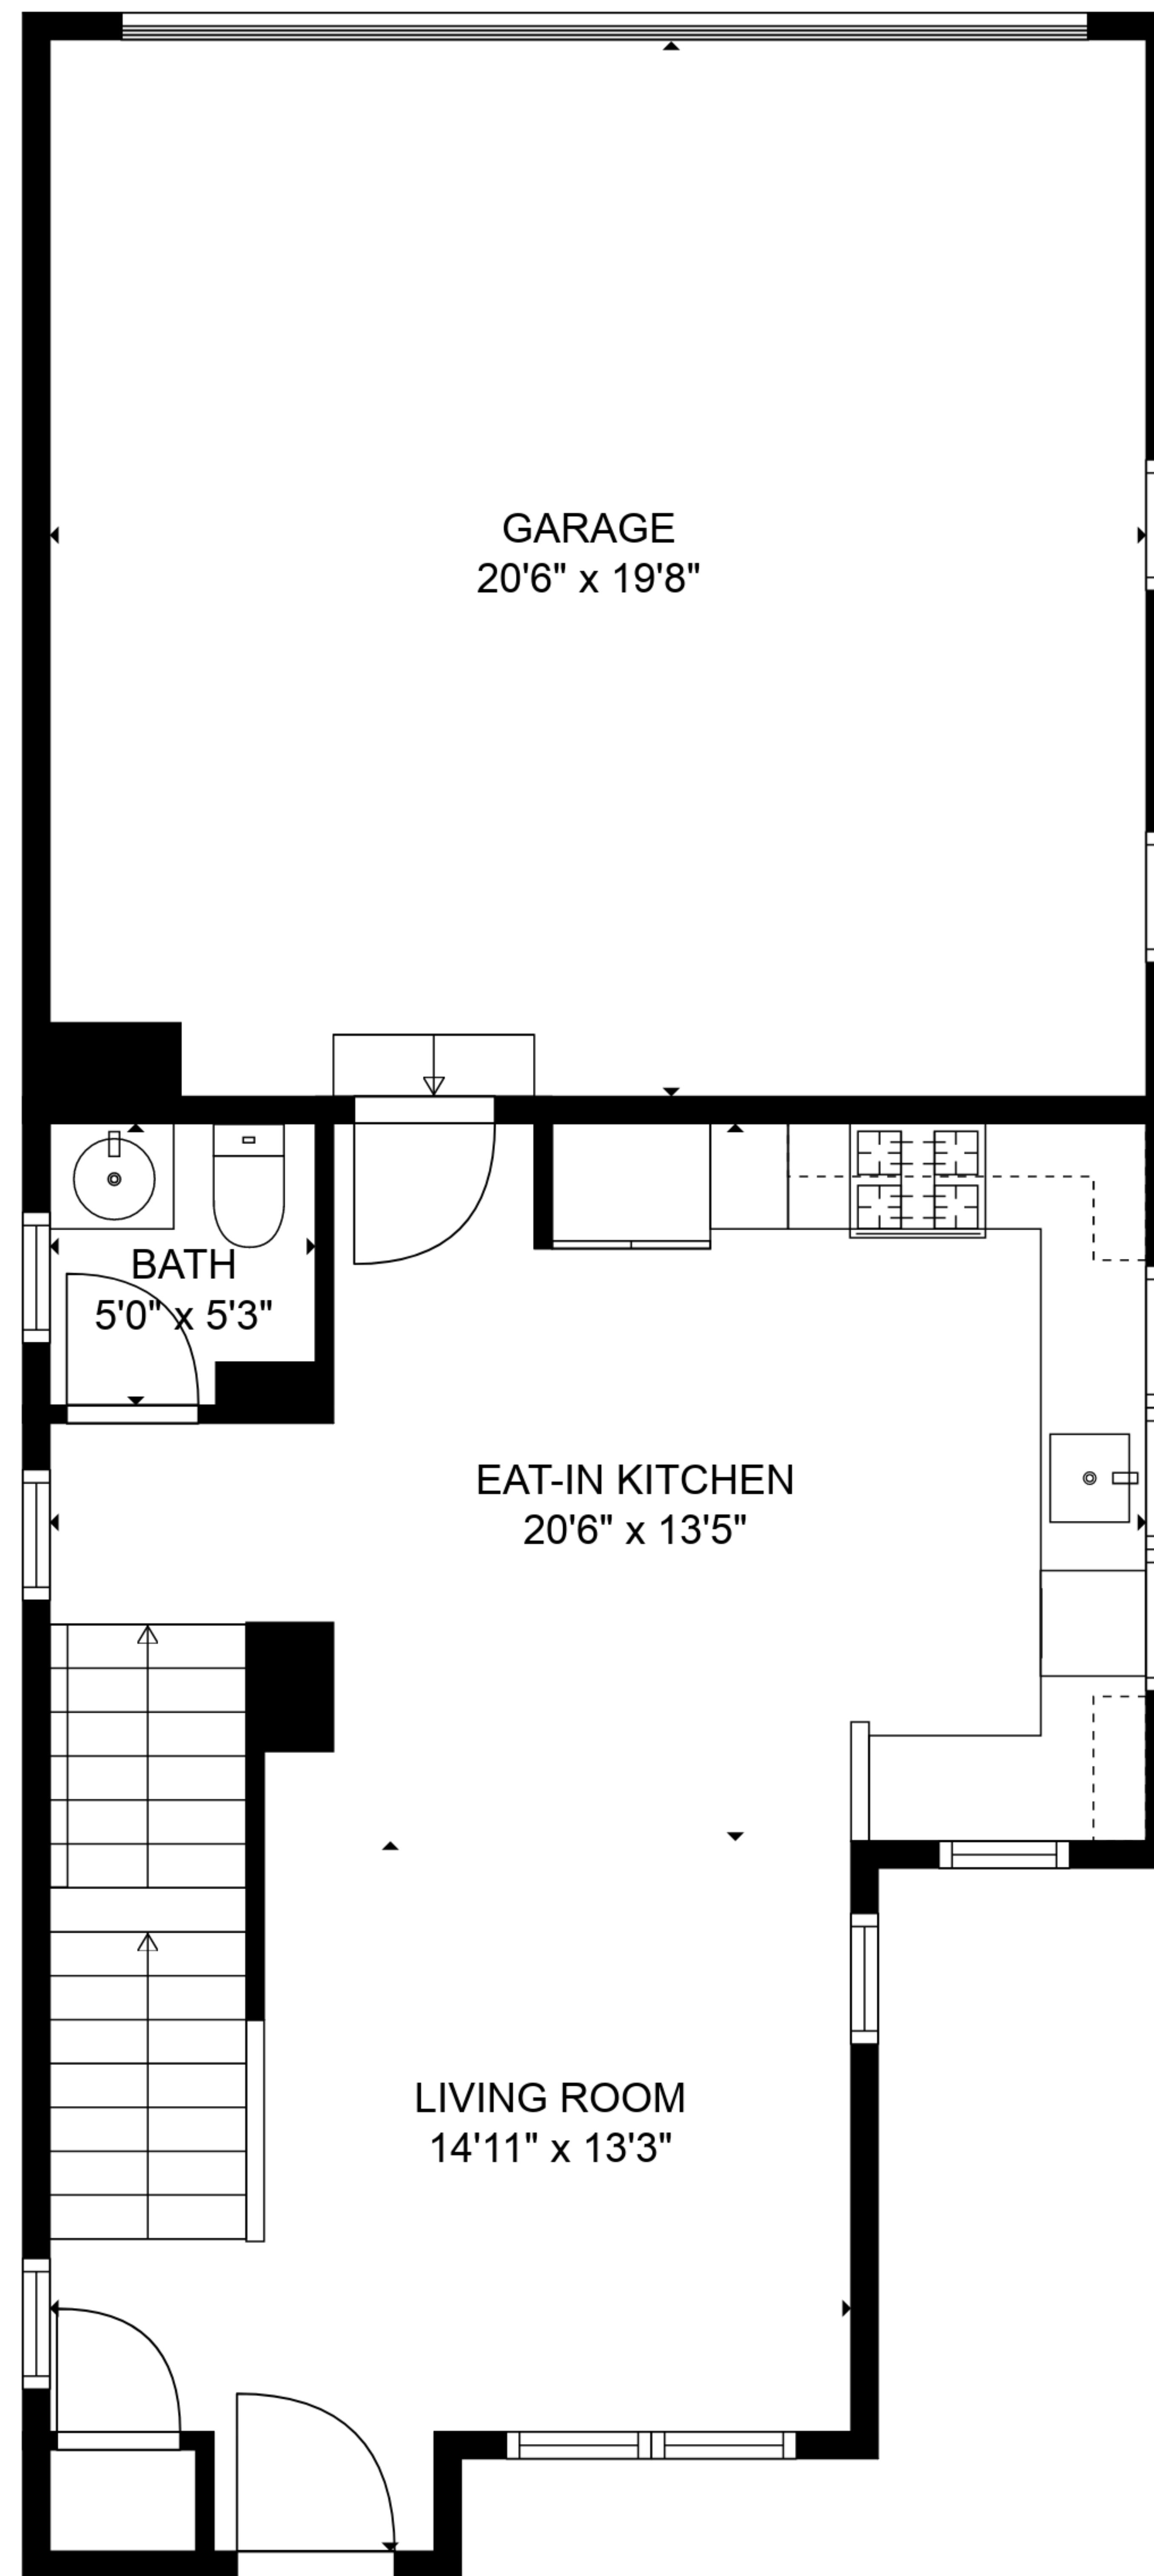 GARAGE
20'6" x 19'8"
BATH
5'0" x 5'3"
EAT-IN KITCHEN
20'6" x 13'5"
LIVING ROOM
14'11" x 13'3"